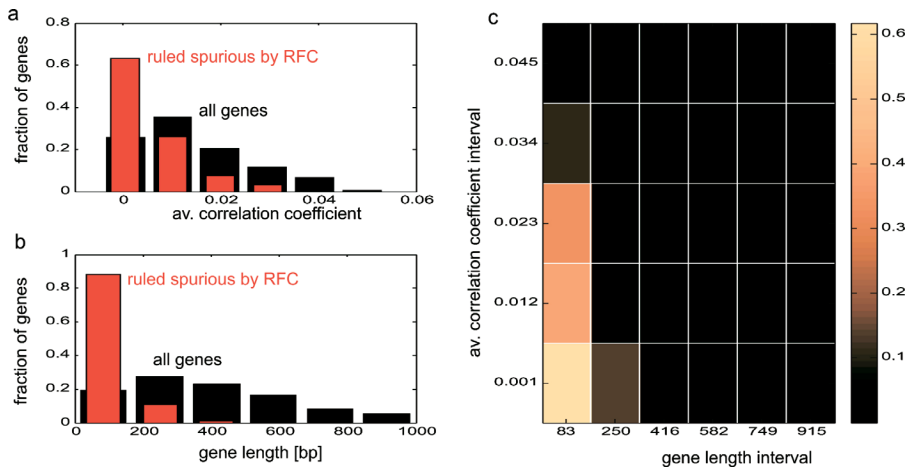 a
0.8
0.6
0.4
0.2
0
fraction of genes
ruled spurious by RFC
all genes
0
0.02
0.04
0.06
av. correlation coefficient
b
1
0.8
0.6
0.4
0.2
0
fraction of genes
ruled spurious by RFC
all genes
0
200
400
600
800
1000
gene length [bp]
c
av. correlation coefficient interval
0.045
0.034
0.023
0.012
0.001
83
250
416
582
749
915
gene length interval
0.6
0.5
0.4
0.3
0.2
0.1